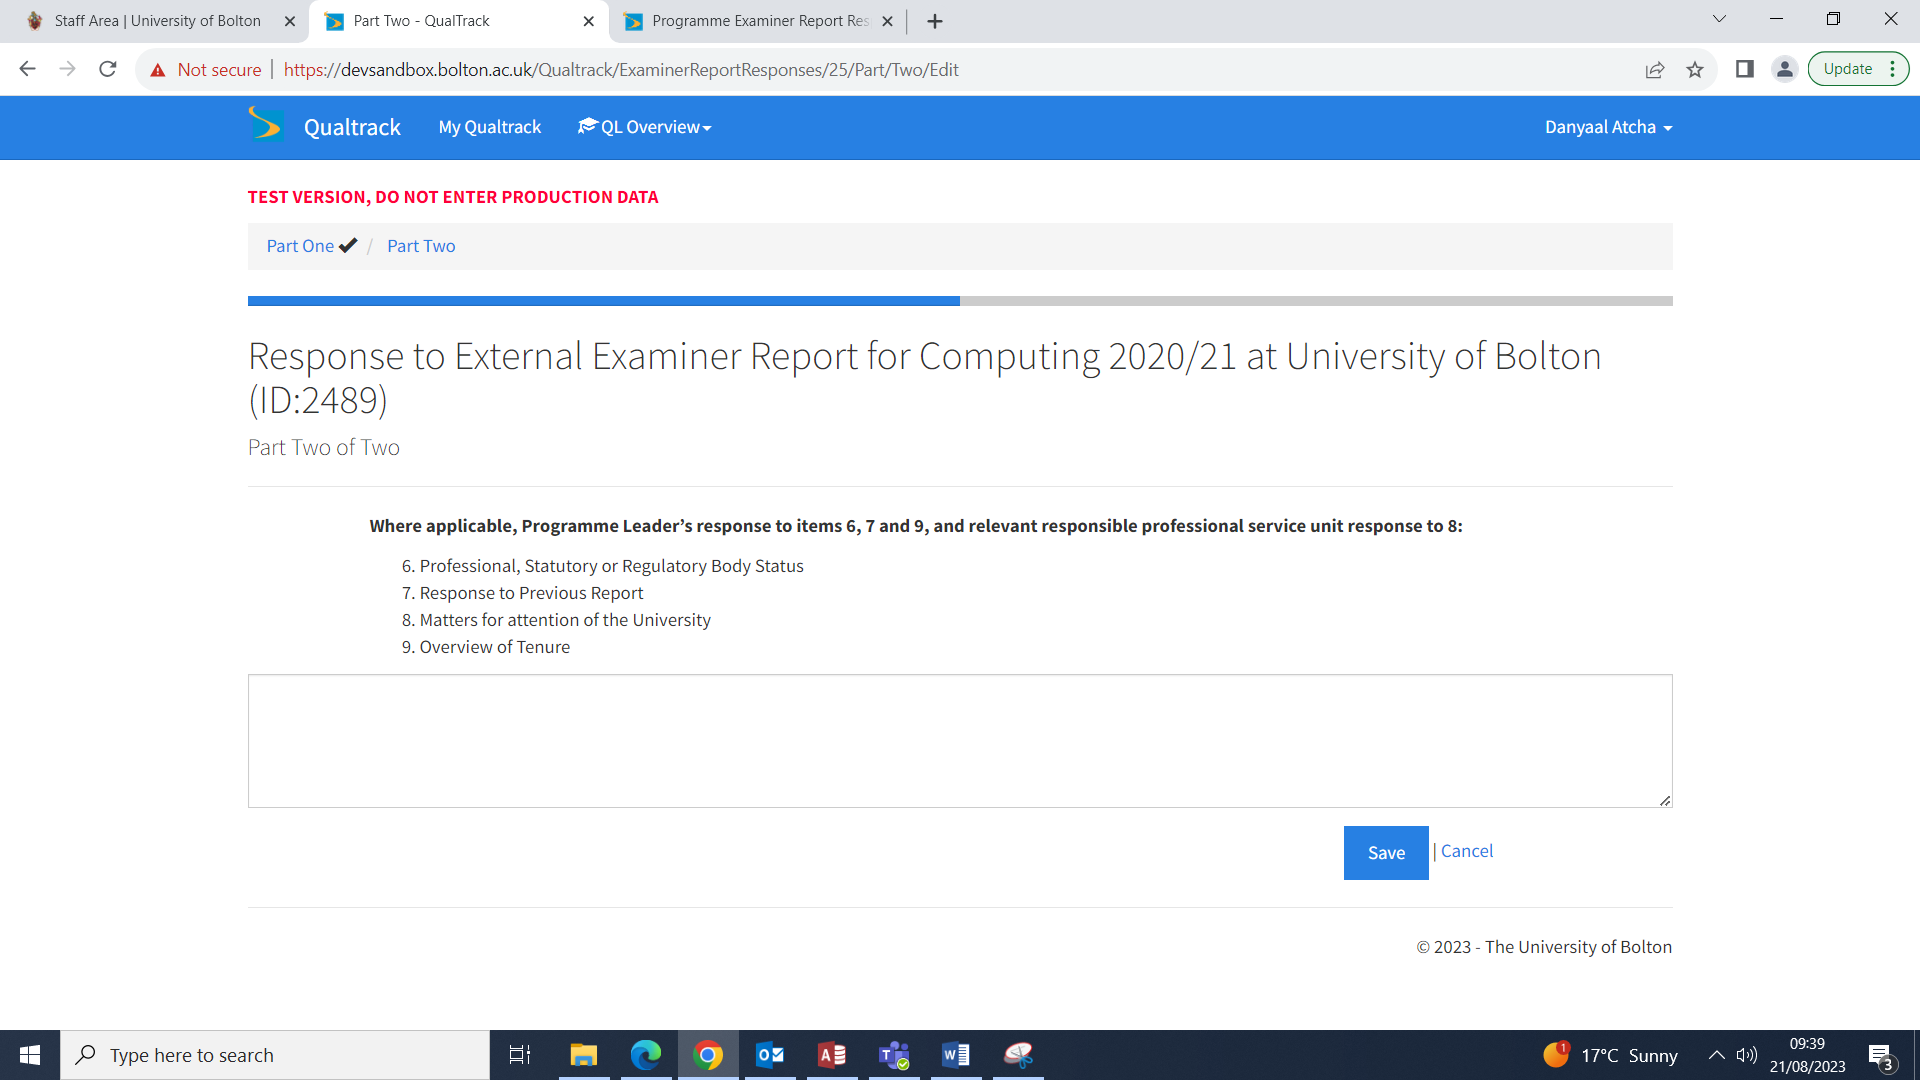 Staff Area | University of Bolton
Part Two - QualTrack
Programme Examiner Report Res
Not secure
https://devsandbox.bolton.ac.uk/Qualtrack/ExaminerReportResponses/25/Part/Two/Edit
Update
Qualtrack
My Qualtrack
QL Overview
Danyaal Atcha
TEST VERSION, DO NOT ENTER PRODUCTION DATA
Part One / Part Two
Response to External Examiner Report for Computing 2020/21 at University of Bolton
(ID:2489)
Part Two of Two
Where applicable, Programme Leader’s response to items 6, 7 and 9, and relevant responsible professional service unit response to 8:
6. Professional, Statutory or Regulatory Body Status
7. Response to Previous Report
8. Matters for attention of the University
9. Overview of Tenure
Save | Cancel
© 2023 - The University of Bolton
Type here to search
1
17°C Sunny
09:39
21/08/2023
3